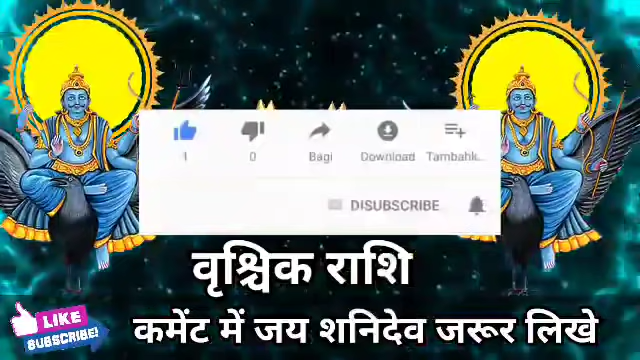 1 0 Bagi Download Tambahk...
DISUBSCRIBE
वृश्चिक राशि
LIKE
SUBSCRIBE!
कमेंट में जय शनिदेव जरूर लिखे